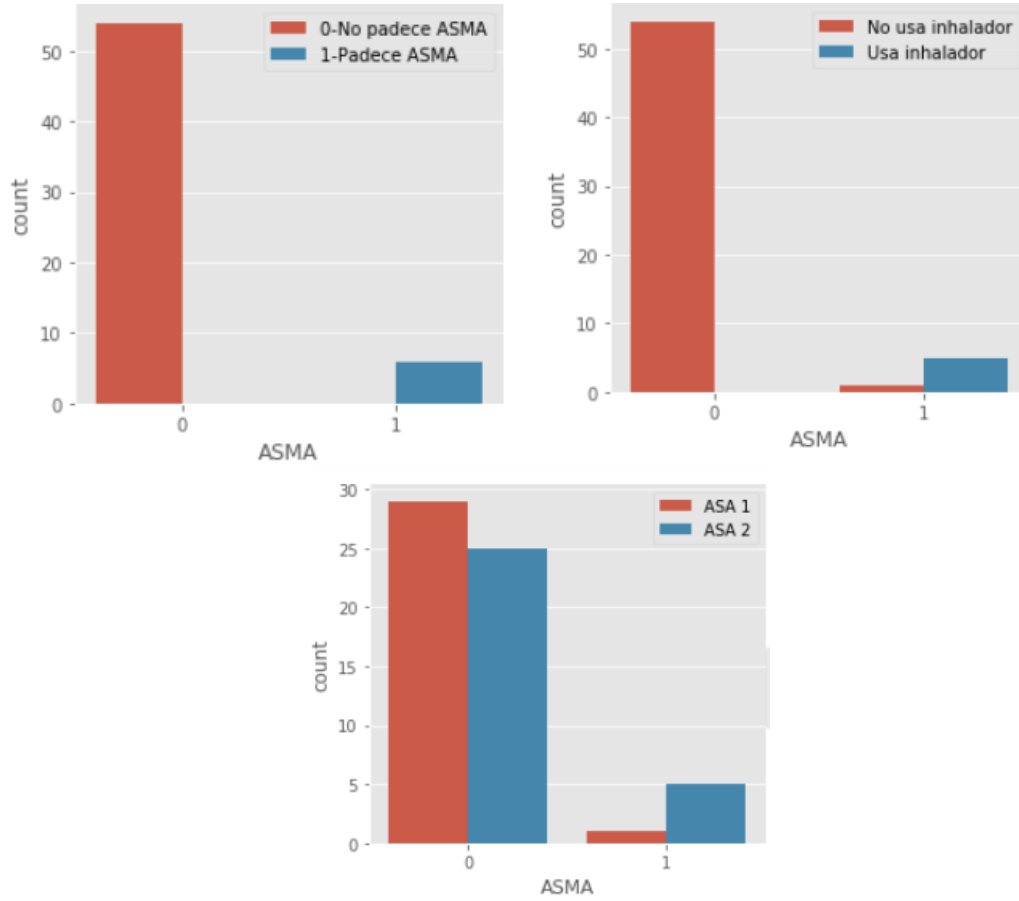 0-No padece ASMA
1-Padece ASMA
50
40
30
20
10
0
count
0
1
ASMA
No usa inhalador
Usa inhalador
50
40
30
20
10
0
count
0
1
ASMA
ASA 1
ASA 2
30
25
20
15
10
5
0
count
0
1
ASMA